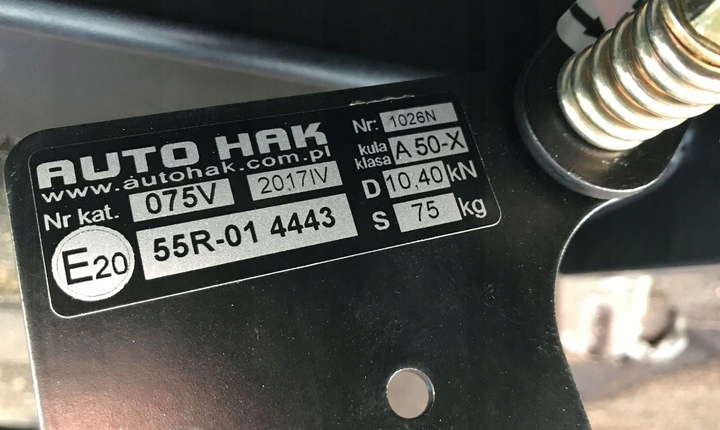 AUTO HAK
www.autohak.com.pl
Nr kat. 075V 2017IV
E20 55R-01 4443
Nr: 1026N
kula klasa A 50-X
D 10,40 kN
S 75 kg